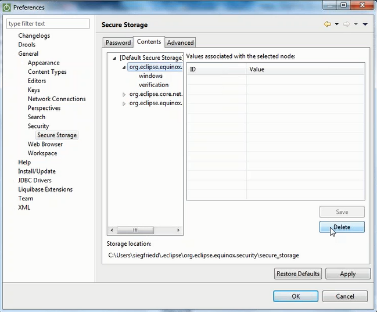 Preferences
type filter text
Secure Storage
Changelogs
Drools
General
Appearance
Content Types
Editors
Keys
Network Connections
Perspectives
Search
Security
Secure Storage
Web Browser
Workspace
Help
Install/Update
JDBC Drivers
Liquibase Extensions
Team
XML
Password
Contents
Advanced
[Default Secure Storage
org.eclipse.equinox.
windows
verification
org.eclipse.core.net.
org.eclipse.equinox.
Values associated with the selected node:
ID
Value
Save
Delete
Storage location:
C:\Users\siegfriedd\.eclipse\org.eclipse.equinox.security\secure_storage
Restore Defaults
Apply
OK
Cancel